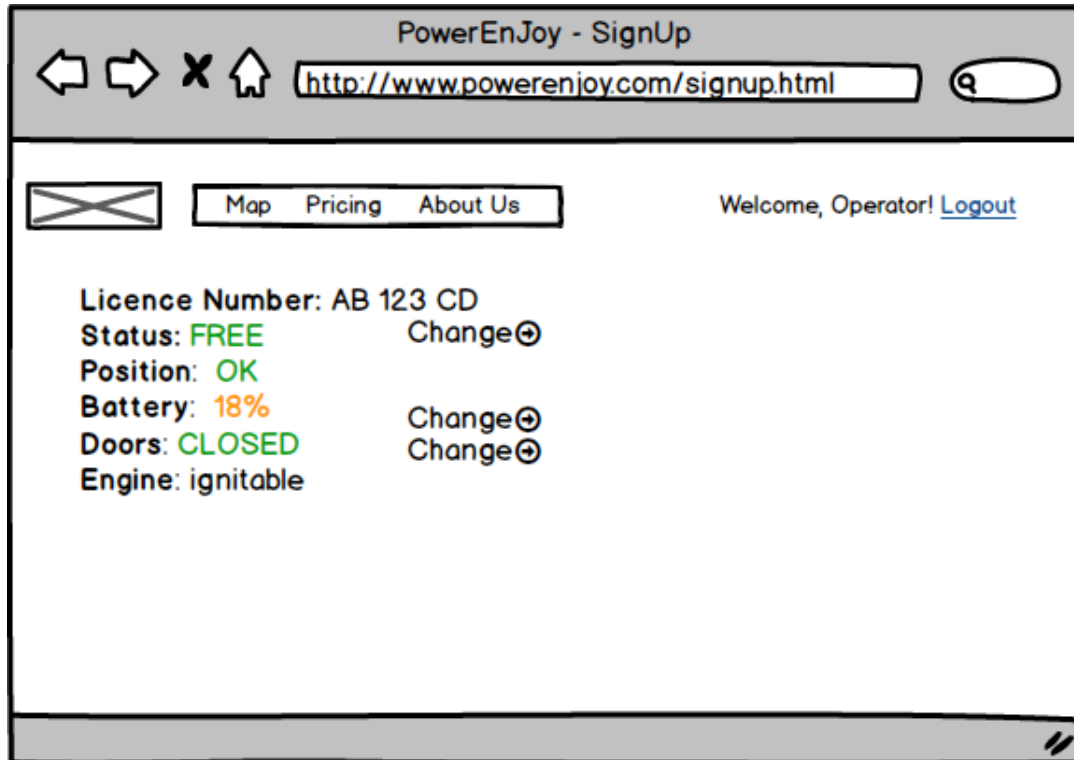 PowerEnJoy - SignUp
http://www.powerenjoy.com/signup.html
Map Pricing About Us
Welcome, Operator! Logout
Licence Number: AB 123 CD
Status: FREE Change
Position: OK
Battery: 18% Change
Doors: CLOSED Change
Engine: ignitable